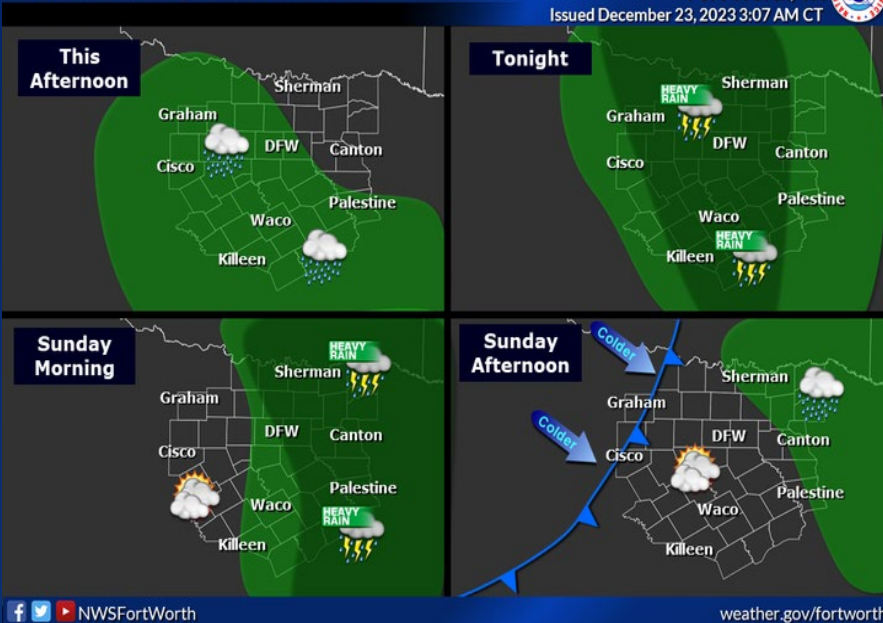 Issued December 23, 2023 3:07 AM CT
This
Afternoon
Sherman
Graham
DFW
Canton
Cisco
Palestine
Waco
Killeen
Tonight
HEAVY
RAIN
Sherman
Graham
DFW
Canton
Cisco
Palestine
Waco
HEAVY
RAIN
Killeen
Sunday
Morning
HEAVY
RAIN
Sherman
Graham
DFW
Canton
Cisco
Palestine
Waco
HEAVY
RAIN
Killeen
Sunday
Afternoon
Colder
Sherman
Graham
Colder
DFW
Canton
Cisco
Palestine
Waco
Killeen
NWSFortWorth
weather.gov/fortworth